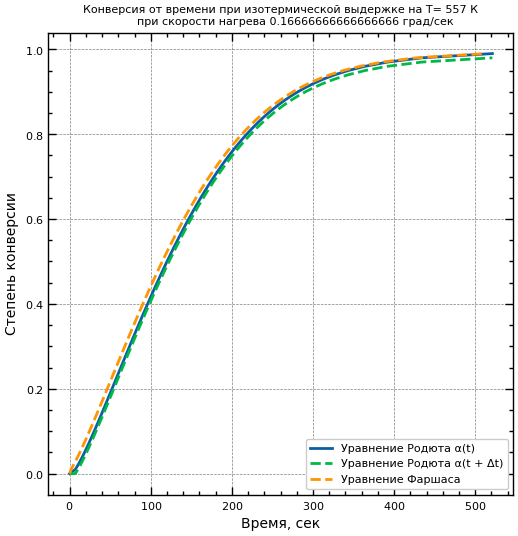 Конверсия от времени при изотермической выдержке на T= 557 К
при скорости нагрева 0.16666666666666666 град/сек
Степень конверсии
1.0
0.8
0.6
0.4
0.2
0.0
Уравнение Родюта α(t)
Уравнение Родюта α(t + Δt)
Уравнение Фаршаса
0 100 200 300 400 500
Время, сек